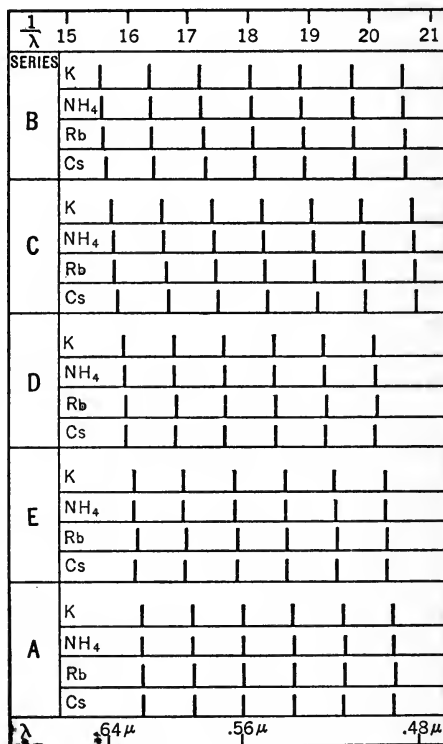 1/λ 15 16 17 18 19 20 21
SERIES
B
K
NH₄
Rb
Cs
C
K
NH₄
Rb
Cs
D
K
NH₄
Rb
Cs
E
K
NH₄
Rb
Cs
A
K
NH₄
Rb
Cs
λ .64μ .56μ .48μ